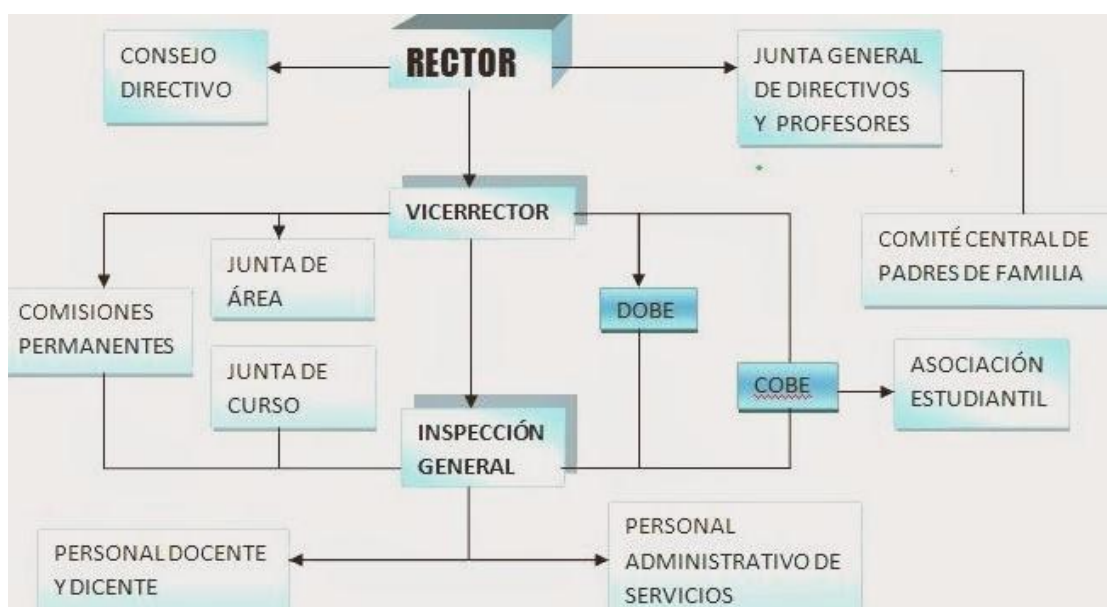 CONSEJO
DIRECTIVO
RECTOR
JUNTA GENERAL
DE DIRECTIVOS
Y PROFESORES
VICERRECTOR
COMITÉ CENTRAL DE
PADRES DE FAMILIA
JUNTA DE
ÁREA
COMISIONES
PERMANENTES
DOBE
JUNTA DE
CURSO
COBE
ASOCIACIÓN
ESTUDIANTIL
INSPECCIÓN
GENERAL
PERSONAL DOCENTE
Y DICENTE
PERSONAL
ADMINISTRATIVO DE
SERVICIOS